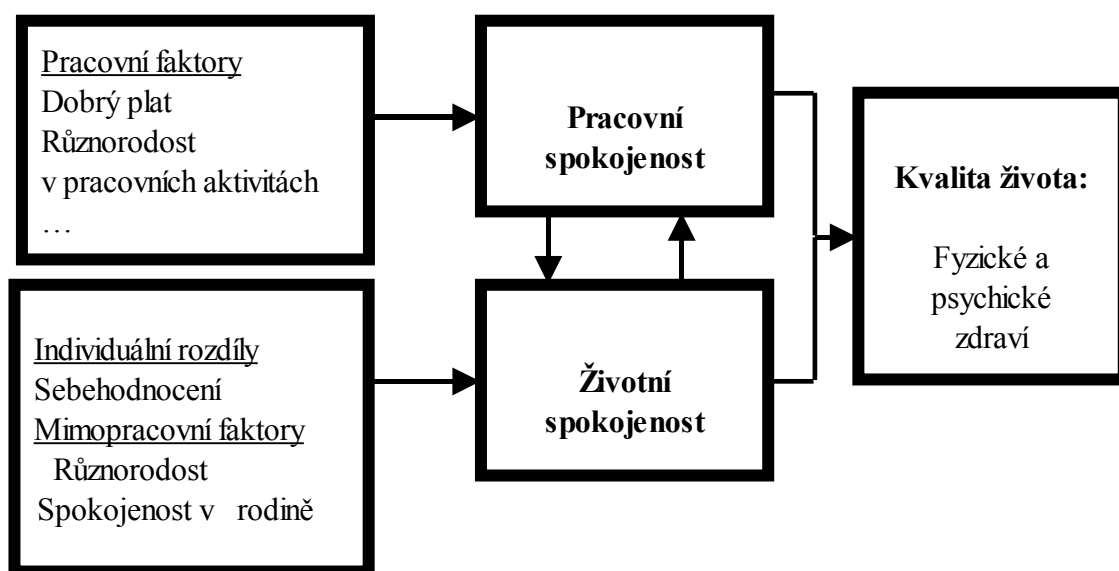 Pracovní faktory
Dobrý plat
Různorodost
v pracovních aktivitách
…
Individuální rozdíly
Sebehodnocení
Mimopracovní faktory
Různorodost
Spokojenost v rodině
Pracovní
spokojenost
Životní
spokojenost
Kvalita života:
Fyzické a
psychické
zdraví